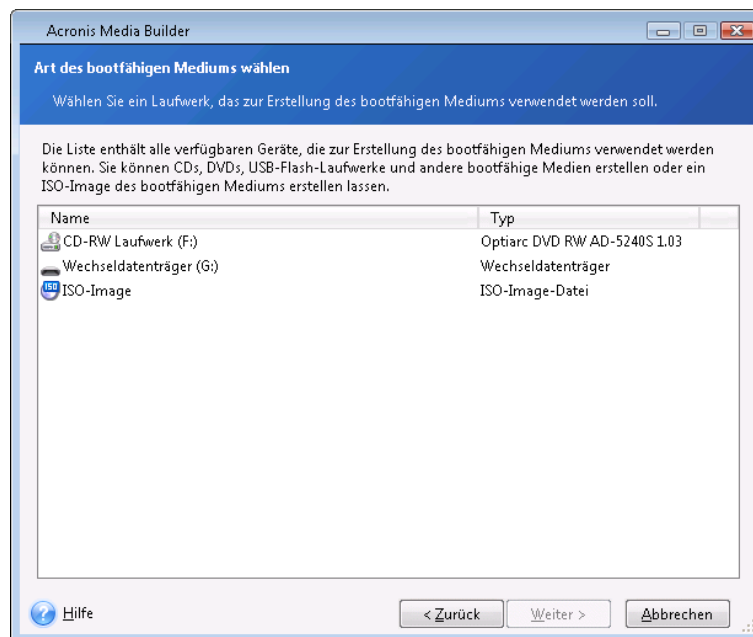 Acronis Media Builder
Art des bootfähigen Mediums wählen
Wählen Sie ein Laufwerk, das zur Erstellung des bootfähigen Mediums verwendet werden soll.
Die Liste enthält alle verfügbaren Geräte, die zur Erstellung des bootfähigen Mediums verwendet werden
können. Sie können CDs, DVDs, USB-Flash-Laufwerke und andere bootfähige Medien erstellen oder ein
ISO-Image des bootfähigen Mediums erstellen lassen.
Name Typ
CD-RW Laufwerk (F:) Optiarc DVD RW AD-5240S 1.03
Wechseldatenträger (G:) Wechseldatenträger
ISO ISO-Image ISO-Image-Datei
? Hilfe < Zurück Weiter > Abbrechen